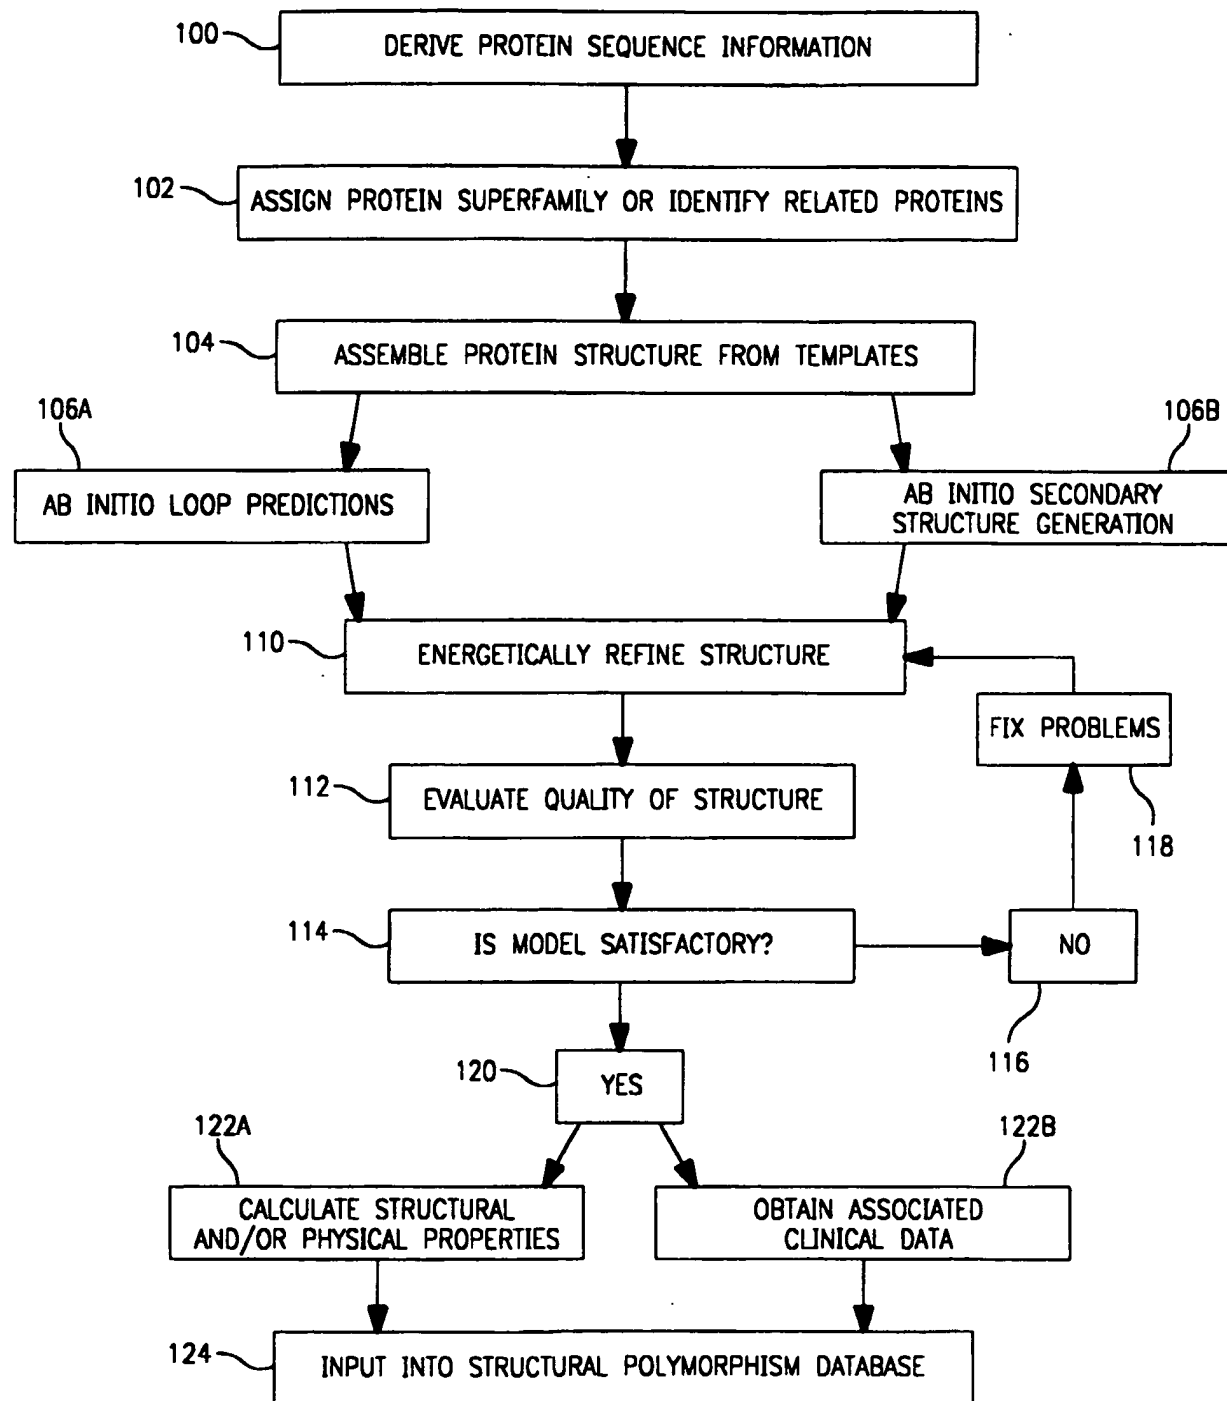 100
DERIVE PROTEIN SEQUENCE INFORMATION
102
ASSIGN PROTEIN SUPERFAMILY OR IDENTIFY RELATED PROTEINS
104
ASSEMBLE PROTEIN STRUCTURE FROM TEMPLATES
106A
106B
AB INITIO LOOP PREDICTIONS
AB INITIO SECONDARY
STRUCTURE GENERATION
110
ENERGETICALLY REFINE STRUCTURE
FIX PROBLEMS
118
112
EVALUATE QUALITY OF STRUCTURE
114
IS MODEL SATISFACTORY?
NO
116
120
YES
122A
122B
CALCULATE STRUCTURAL
AND/OR PHYSICAL PROPERTIES
OBTAIN ASSOCIATED
CLINICAL DATA
124
INPUT INTO STRUCTURAL POLYMORPHISM DATABASE